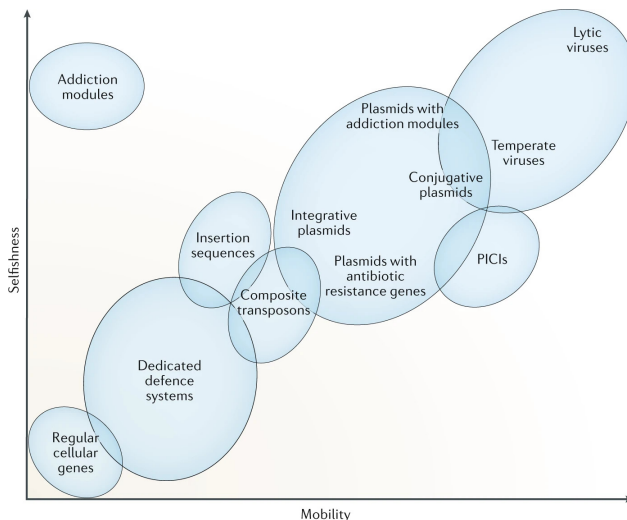 Lytic
viruses
Addiction
modules
Plasmids with
addiction modules
Temperate
viruses
Conjugative
plasmids
Integrative
plasmids
Insertion
sequences
Plasmids with
antibiotic
resistance genes
PICIs
Composite
transposons
Dedicated
defence
systems
Regular
cellular
genes
Selfishness
Mobility